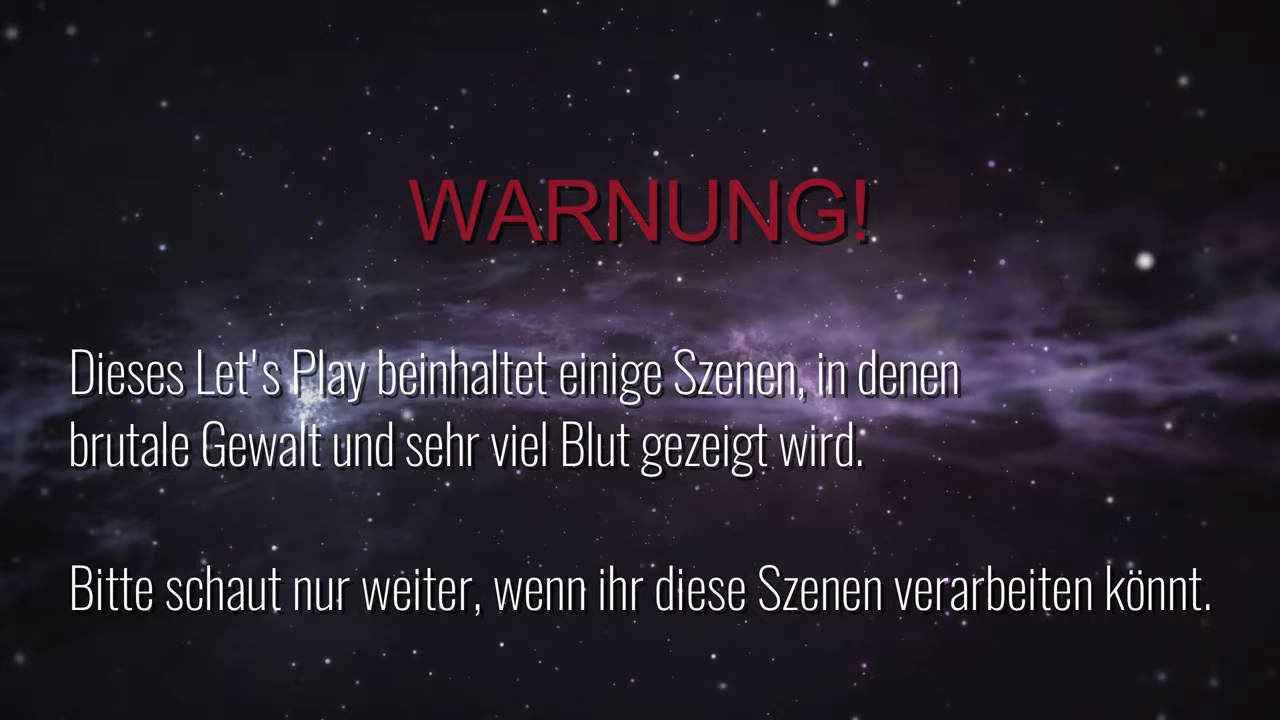 WARNUNG!
Dieses Let's Play beinhaltet einige Szenen, in denen
brutale Gewalt und sehr viel Blut gezeigt wird.
Bitte schaut nur weiter, wenn ihr diese Szenen verarbeiten könnt.